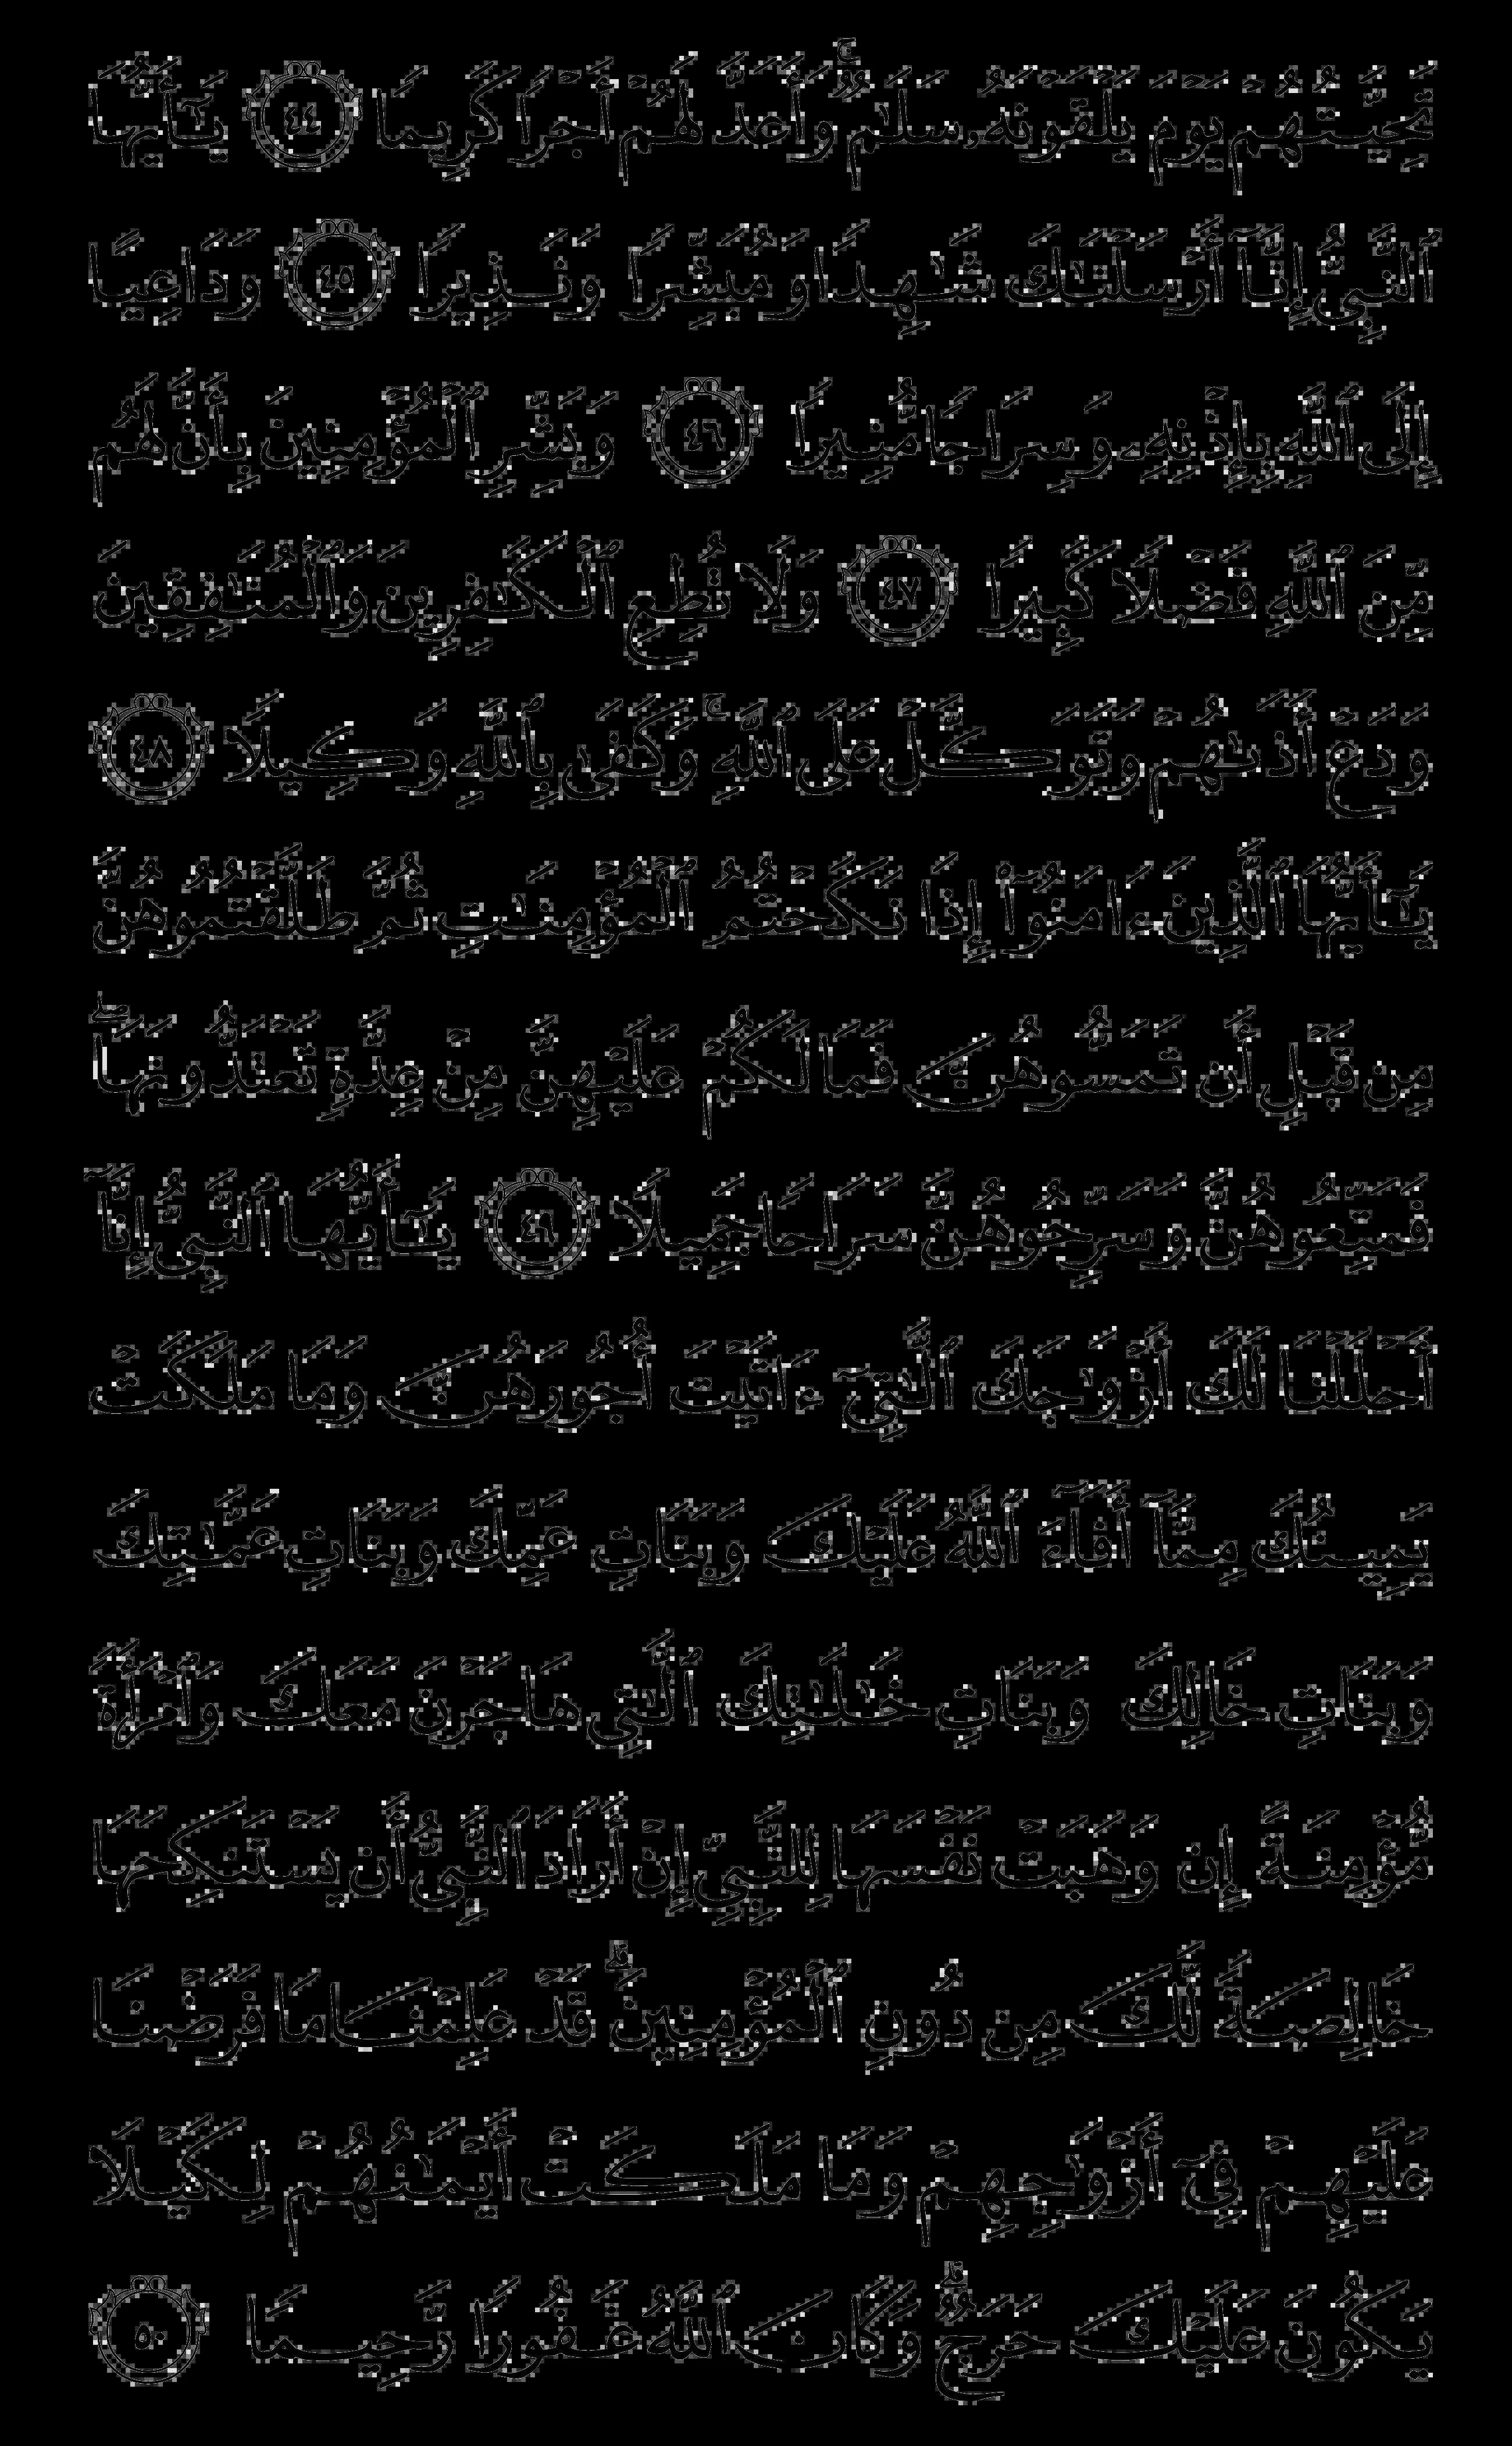 تَحِيَّتُهُمْ يَوْمَ يَلْقَوْنَهُۥ سَلَٰمٌ ۚ وَأَعَدَّ لَهُمْ أَجْرًا كَرِيمًا ٤٤ يَٰٓأَيُّهَا
ٱلنَّبِىُّ إِنَّآ أَرْسَلْنَٰكَ شَٰهِدًا وَمُبَشِّرًا وَنَذِيرًا ٤٥ وَدَاعِيًا
إِلَى ٱللَّهِ بِإِذْنِهِۦ وَسِرَاجًا مُّنِيرًا ٤٦ وَبَشِّرِ ٱلْمُؤْمِنِينَ بِأَنَّ لَهُم
مِّنَ ٱللَّهِ فَضْلًا كَبِيرًا ٤٧ وَلَا تُطِعِ ٱلْكَٰفِرِينَ وَٱلْمُنَٰفِقِينَ
وَدَعْ أَذَىٰهُمْ وَتَوَكَّلْ عَلَى ٱللَّهِ ۚ وَكَفَىٰ بِٱللَّهِ وَكِيلًا ٤٨
يَٰٓأَيُّهَا ٱلَّذِينَ ءَامَنُوٓا۟ إِذَا نَكَحْتُمُ ٱلْمُؤْمِنَٰتِ ثُمَّ طَلَّقْتُمُوهُنَّ
مِن قَبْلِ أَن تَمَسُّوهُنَّ فَمَا لَكُمْ عَلَيْهِنَّ مِنْ عِدَّةٍ تَعْتَدُّونَهَا ۖ
فَمَتِّعُوهُنَّ وَسَرِّحُوهُنَّ سَرَاحًا جَمِيلًا ٤٩ يَٰٓأَيُّهَا ٱلنَّبِىُّ إِنَّآ
أَحْلَلْنَا لَكَ أَزْوَٰجَكَ ٱلَّٰتِىٓ ءَاتَيْتَ أُجُورَهُنَّ وَمَا مَلَكَتْ
يَمِينُكَ مِمَّآ أَفَآءَ ٱللَّهُ عَلَيْكَ وَبَنَاتِ عَمِّكَ وَبَنَاتِ عَمَّٰتِكَ
وَبَنَاتِ خَالِكَ وَبَنَاتِ خَٰلَٰتِكَ ٱلَّٰتِى هَاجَرْنَ مَعَكَ وَٱمْرَأَةً
مُّؤْمِنَةً إِن وَهَبَتْ نَفْسَهَا لِلنَّبِىِّ إِنْ أَرَادَ ٱلنَّبِىُّ أَن يَسْتَنكِحَهَا
خَالِصَةً لَّكَ مِن دُونِ ٱلْمُؤْمِنِينَ ۗ قَدْ عَلِمْنَا مَا فَرَضْنَا
عَلَيْهِمْ فِىٓ أَزْوَٰجِهِمْ وَمَا مَلَكَتْ أَيْمَٰنُهُمْ لِكَيْلَا
يَكُونَ عَلَيْكَ حَرَجٌ ۗ وَكَانَ ٱللَّهُ غَفُورًا رَّحِيمًا ٥٠